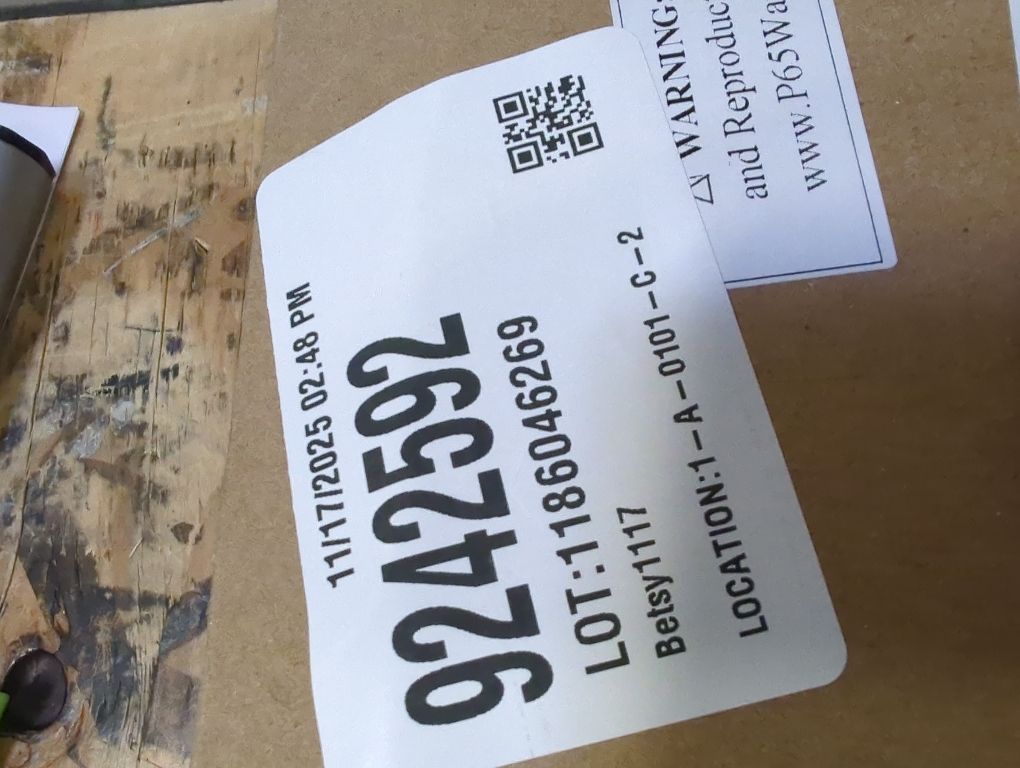 11/17/2025 02:48 PM
9242592
LOT:1186046269
Betsy1117
LOCATION:1-A-0101-C-2
⚠ WARNING:
and Reproduc
www.P65Wa